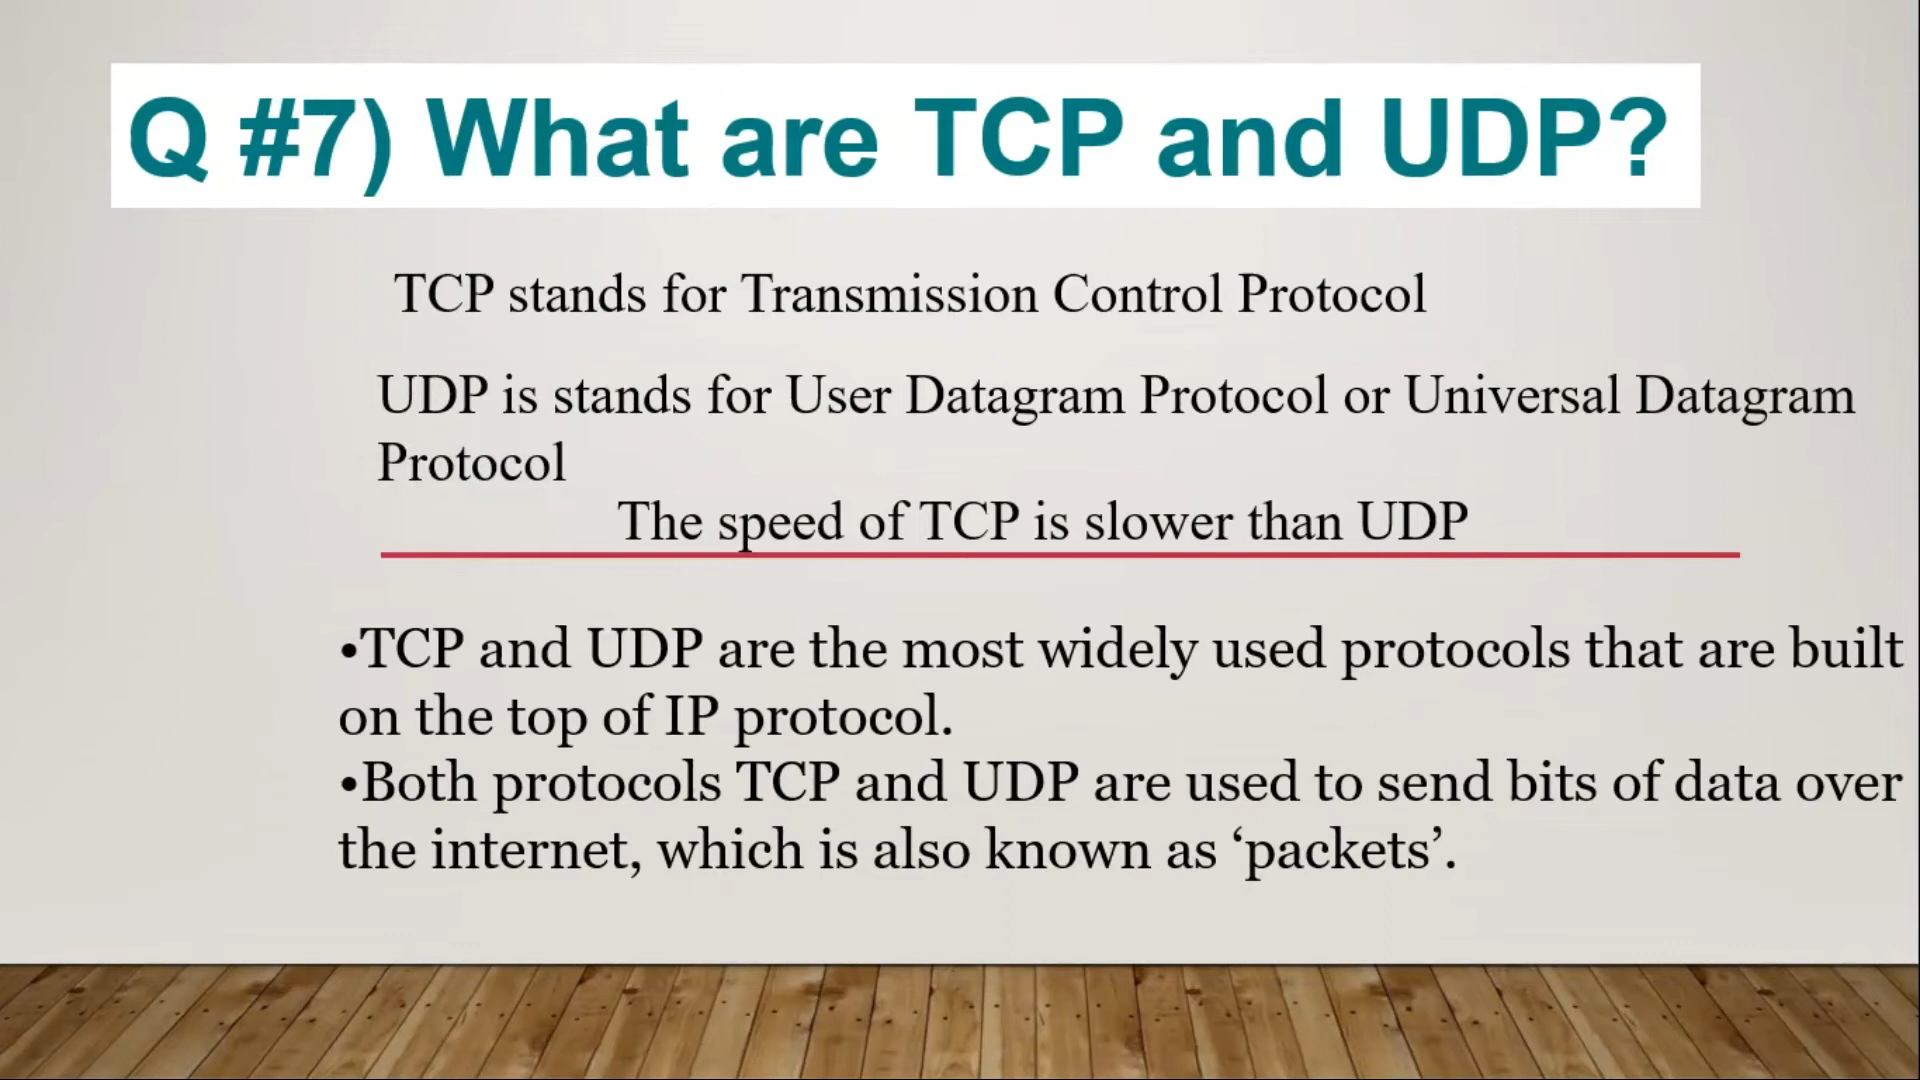 Q #7) What are TCP and UDP?
TCP stands for Transmission Control Protocol
UDP is stands for User Datagram Protocol or Universal Datagram
Protocol
The speed of TCP is slower than UDP
•TCP and UDP are the most widely used protocols that are built
on the top of IP protocol.
•Both protocols TCP and UDP are used to send bits of data over
the internet, which is also known as ‘packets’.